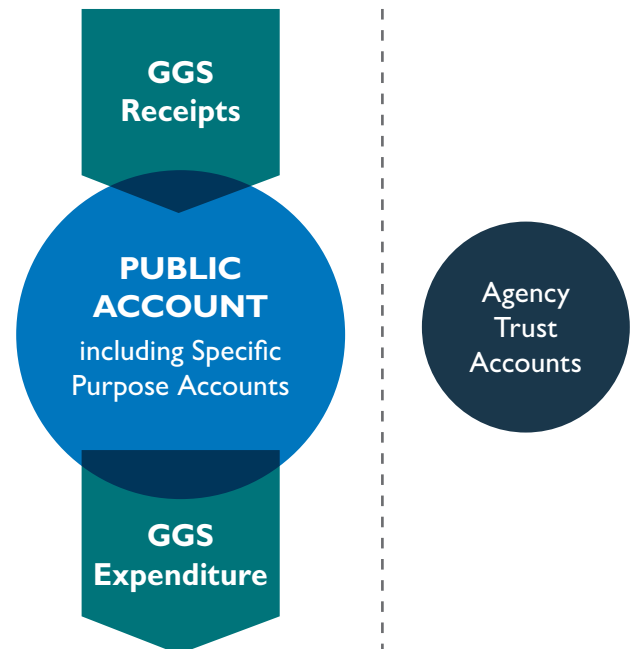 GGS
Receipts
PUBLIC
ACCOUNT
including Specific
Purpose Accounts
GGS
Expenditure
Agency
Trust
Accounts